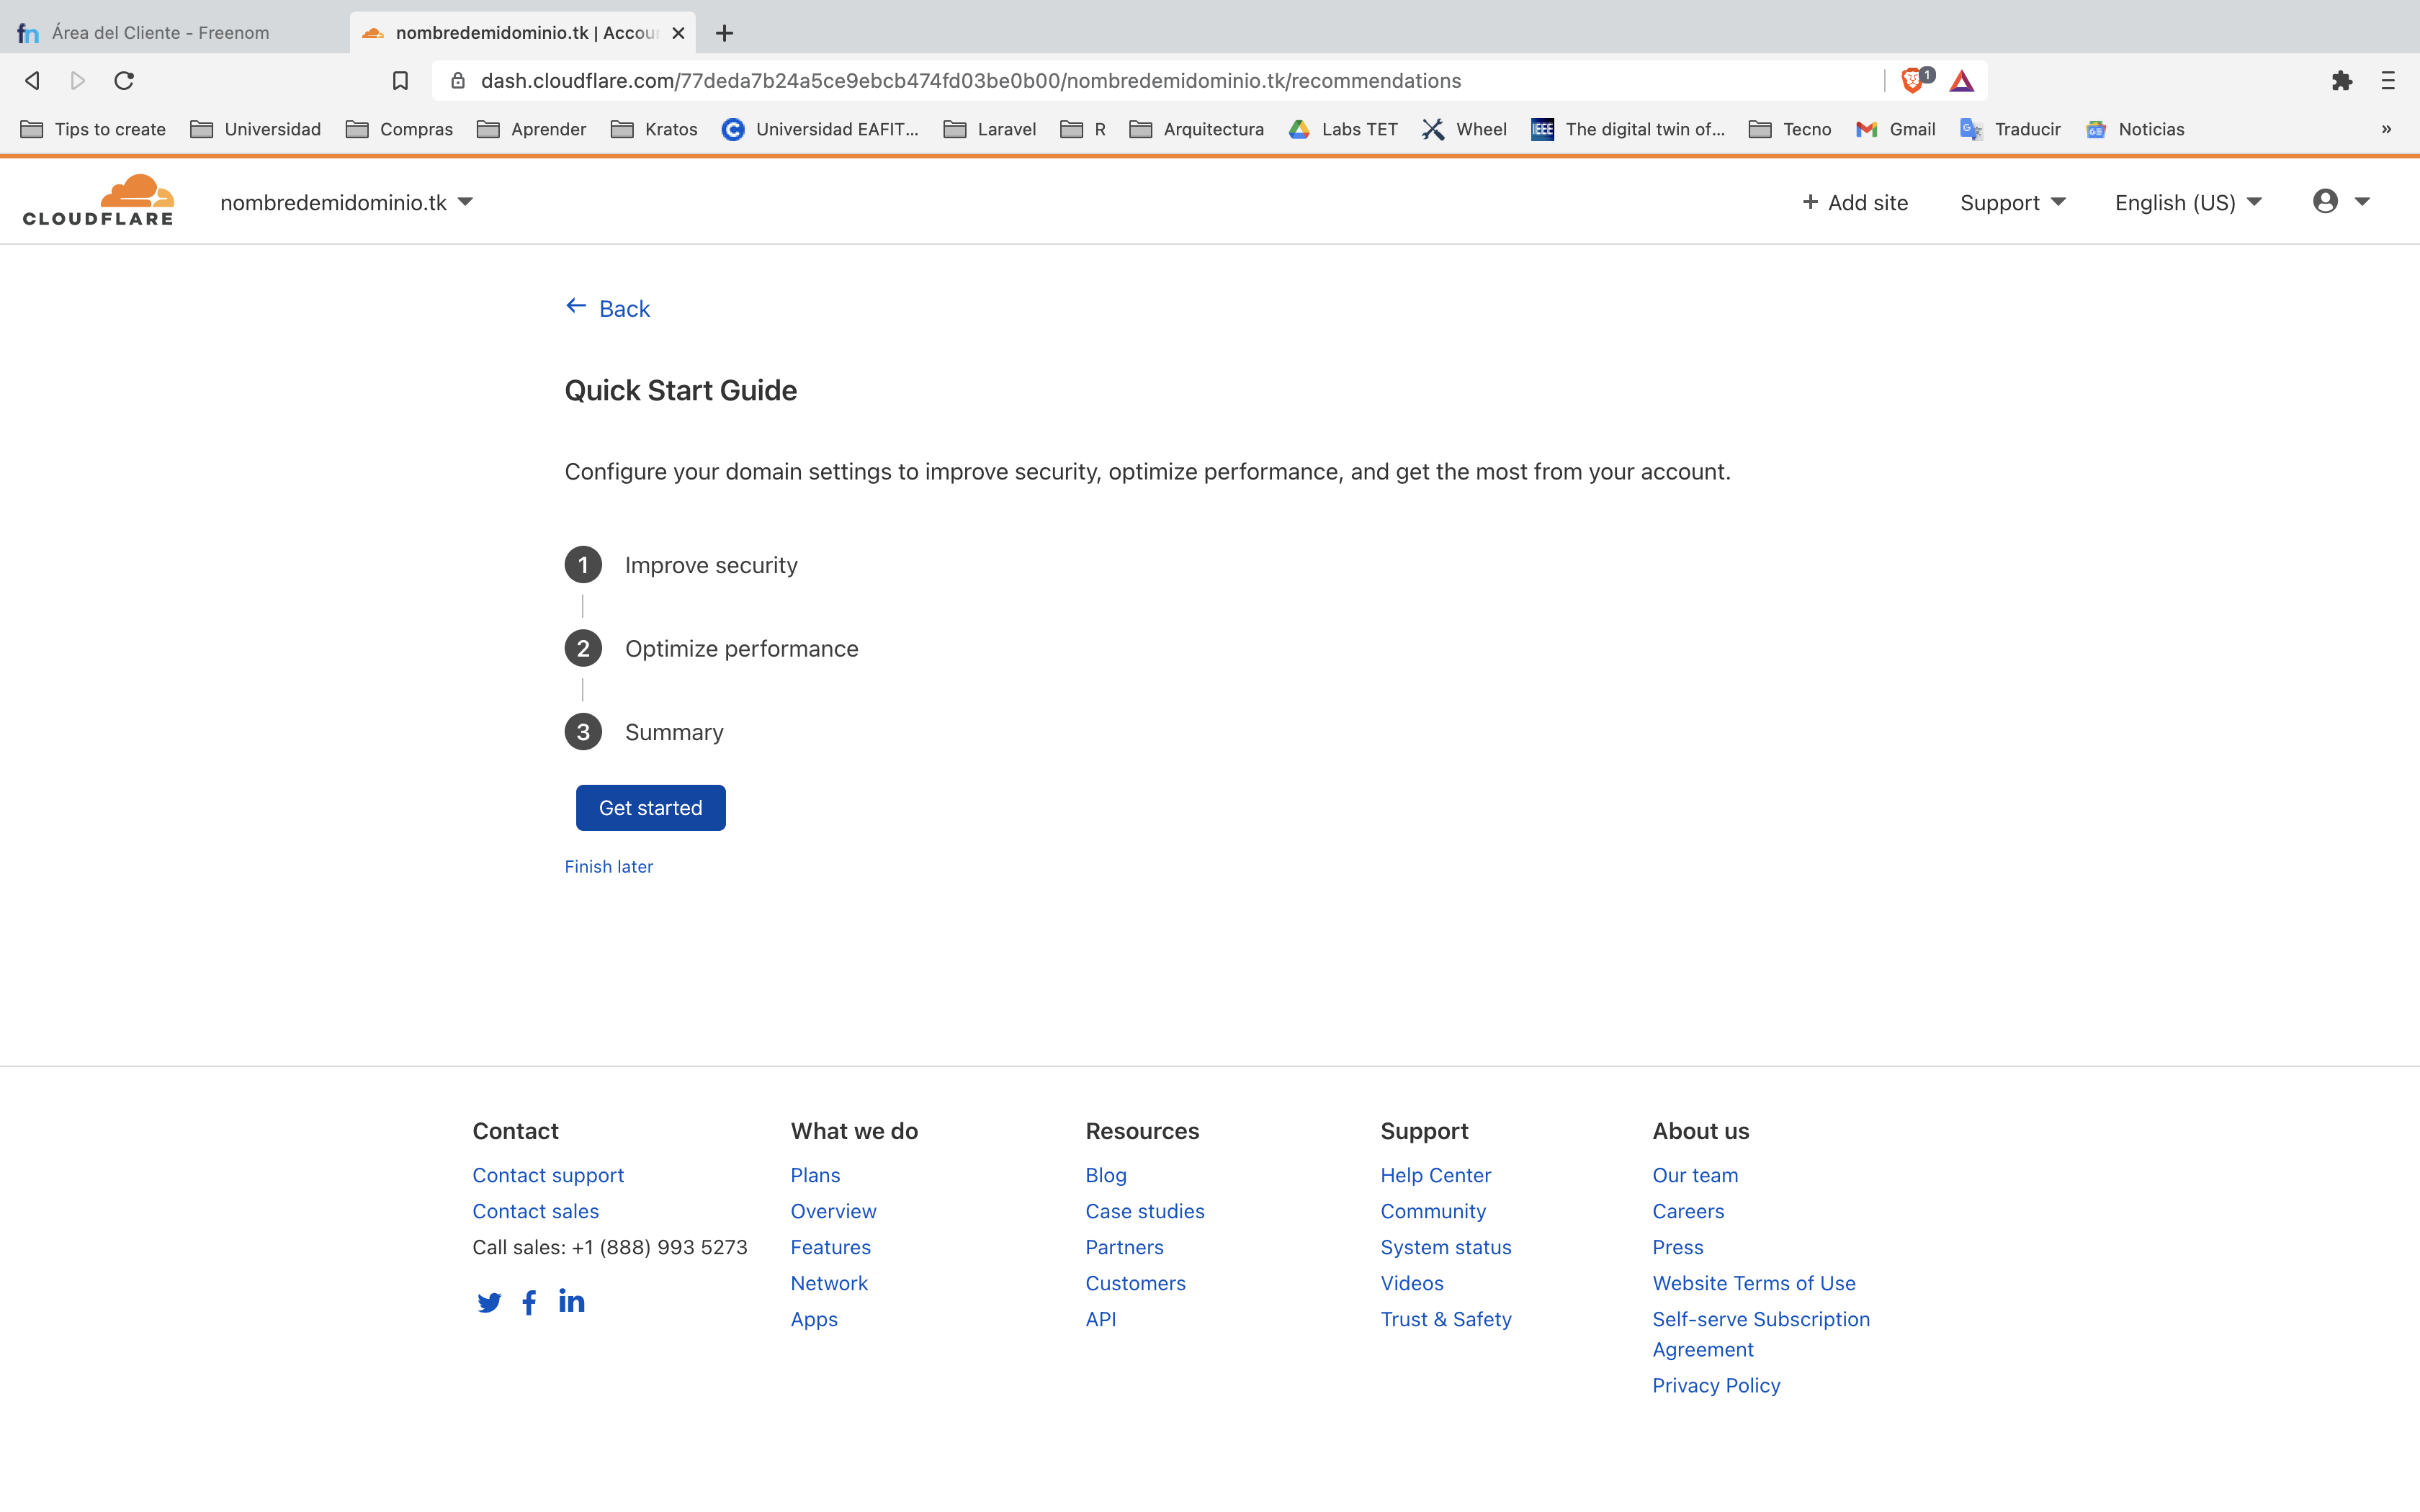 Área del Cliente - Freenom
nombredemidominio.tk | Accou
dash.cloudflare.com/77deda7b24a5ce9ebcb474fd03be0b00/nombredemidominio.tk/recommendations
1
Tips to create
Universidad
Compras
Aprender
Kratos
Universidad EAFIT...
Laravel
R
Arquitectura
Labs TET
Wheel
IEEE
The digital twin of...
Tecno
Gmail
Traducir
Noticias
»
CLOUDFLARE
nombredemidominio.tk
+ Add site
Support
English (US)
← Back
Quick Start Guide
Configure your domain settings to improve security, optimize performance, and get the most from your account.
1 Improve security
2 Optimize performance
3 Summary
Get started
Finish later
Contact
Contact support
Contact sales
Call sales: +1 (888) 993 5273
What we do
Plans
Overview
Features
Network
Apps
Resources
Blog
Case studies
Partners
Customers
API
Support
Help Center
Community
System status
Videos
Trust & Safety
About us
Our team
Careers
Press
Website Terms of Use
Self-serve Subscription
Agreement
Privacy Policy